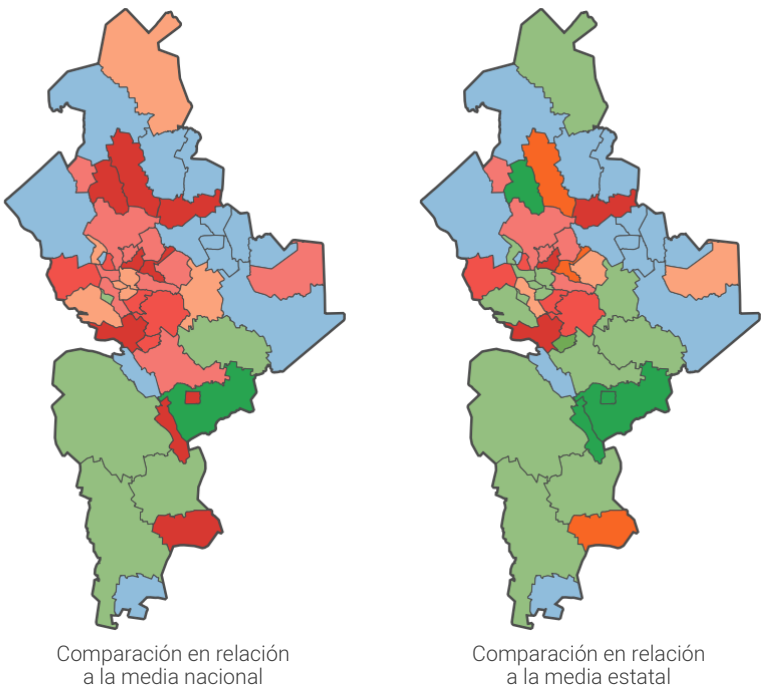 Comparación en relación
a la media nacional
Comparación en relación
a la media estatal